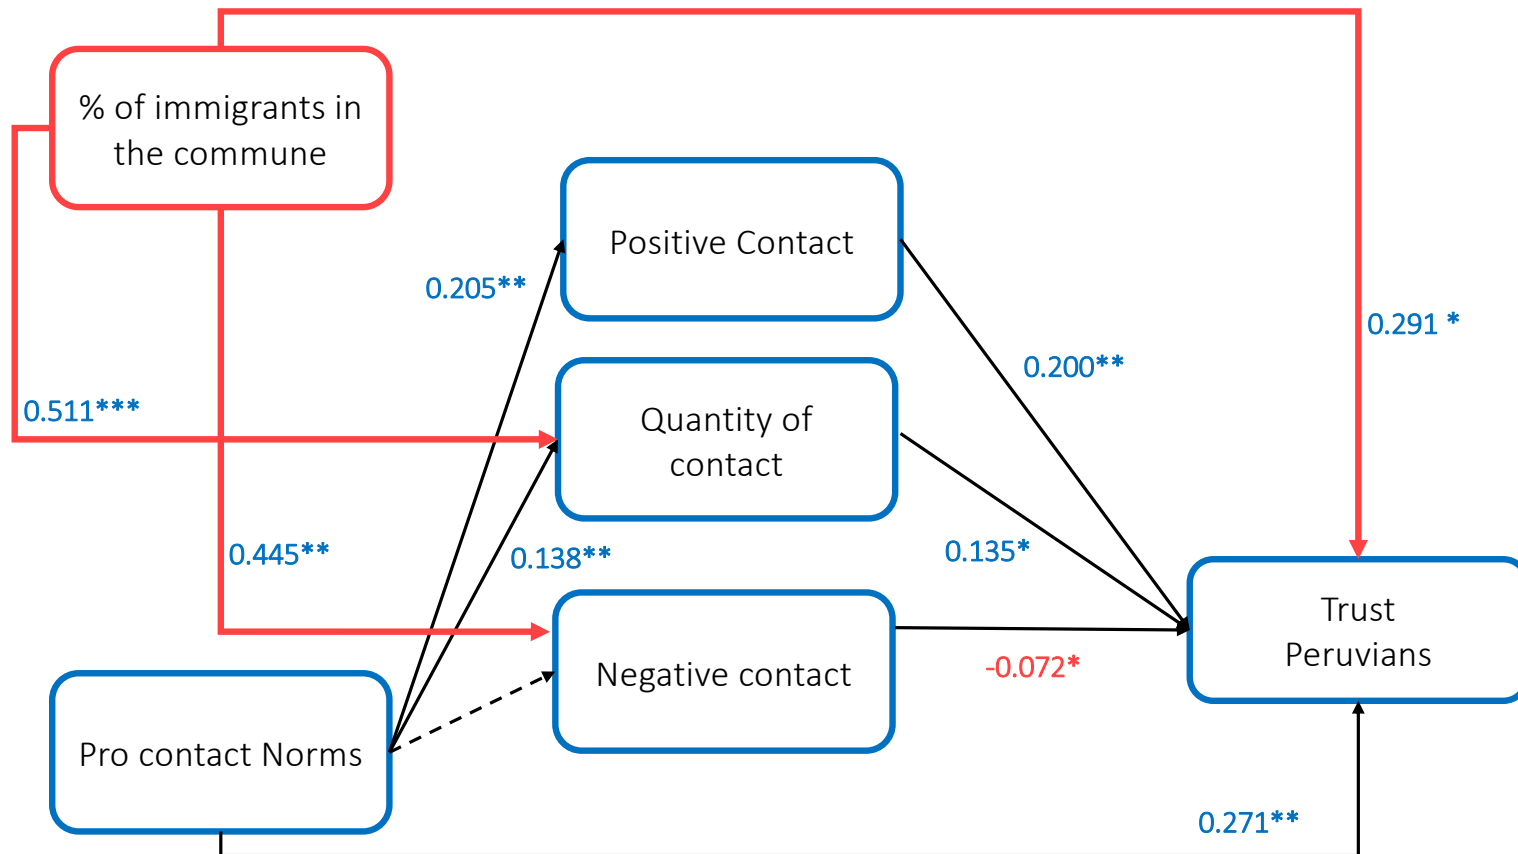 % of immigrants in
the commune
Positive Contact
0.205**
0.291 *
0.200**
0.511***
Quantity of
contact
0.445**
0.138**
0.135*
Trust
Peruvians
Negative contact
-0.072*
Pro contact Norms
0.271**